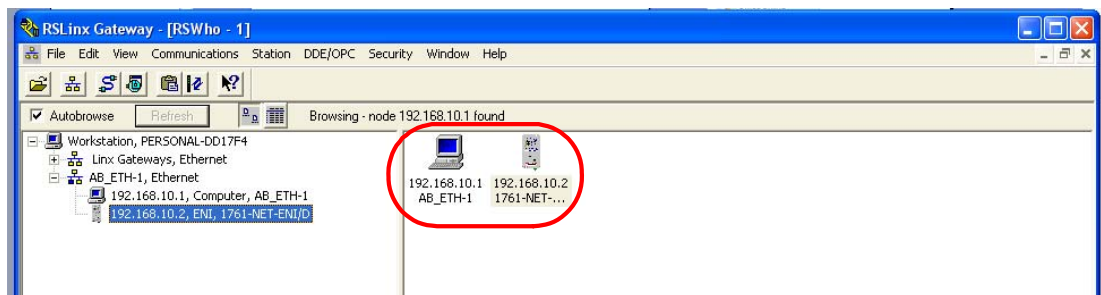 RSLinx Gateway - [RSWho - 1]
File Edit View Communications Station DDE/OPC Security Window Help
Autobrowse Refresh Browsing - node 192.168.10.1 found
Workstation, PERSONAL-DD17F4
Linx Gateways, Ethernet
AB_ETH-1, Ethernet
192.168.10.1, Computer, AB_ETH-1
192.168.10.2, ENI, 1761-NET-ENI/D
192.168.10.1 192.168.10.2
AB_ETH-1 1761-NET-...